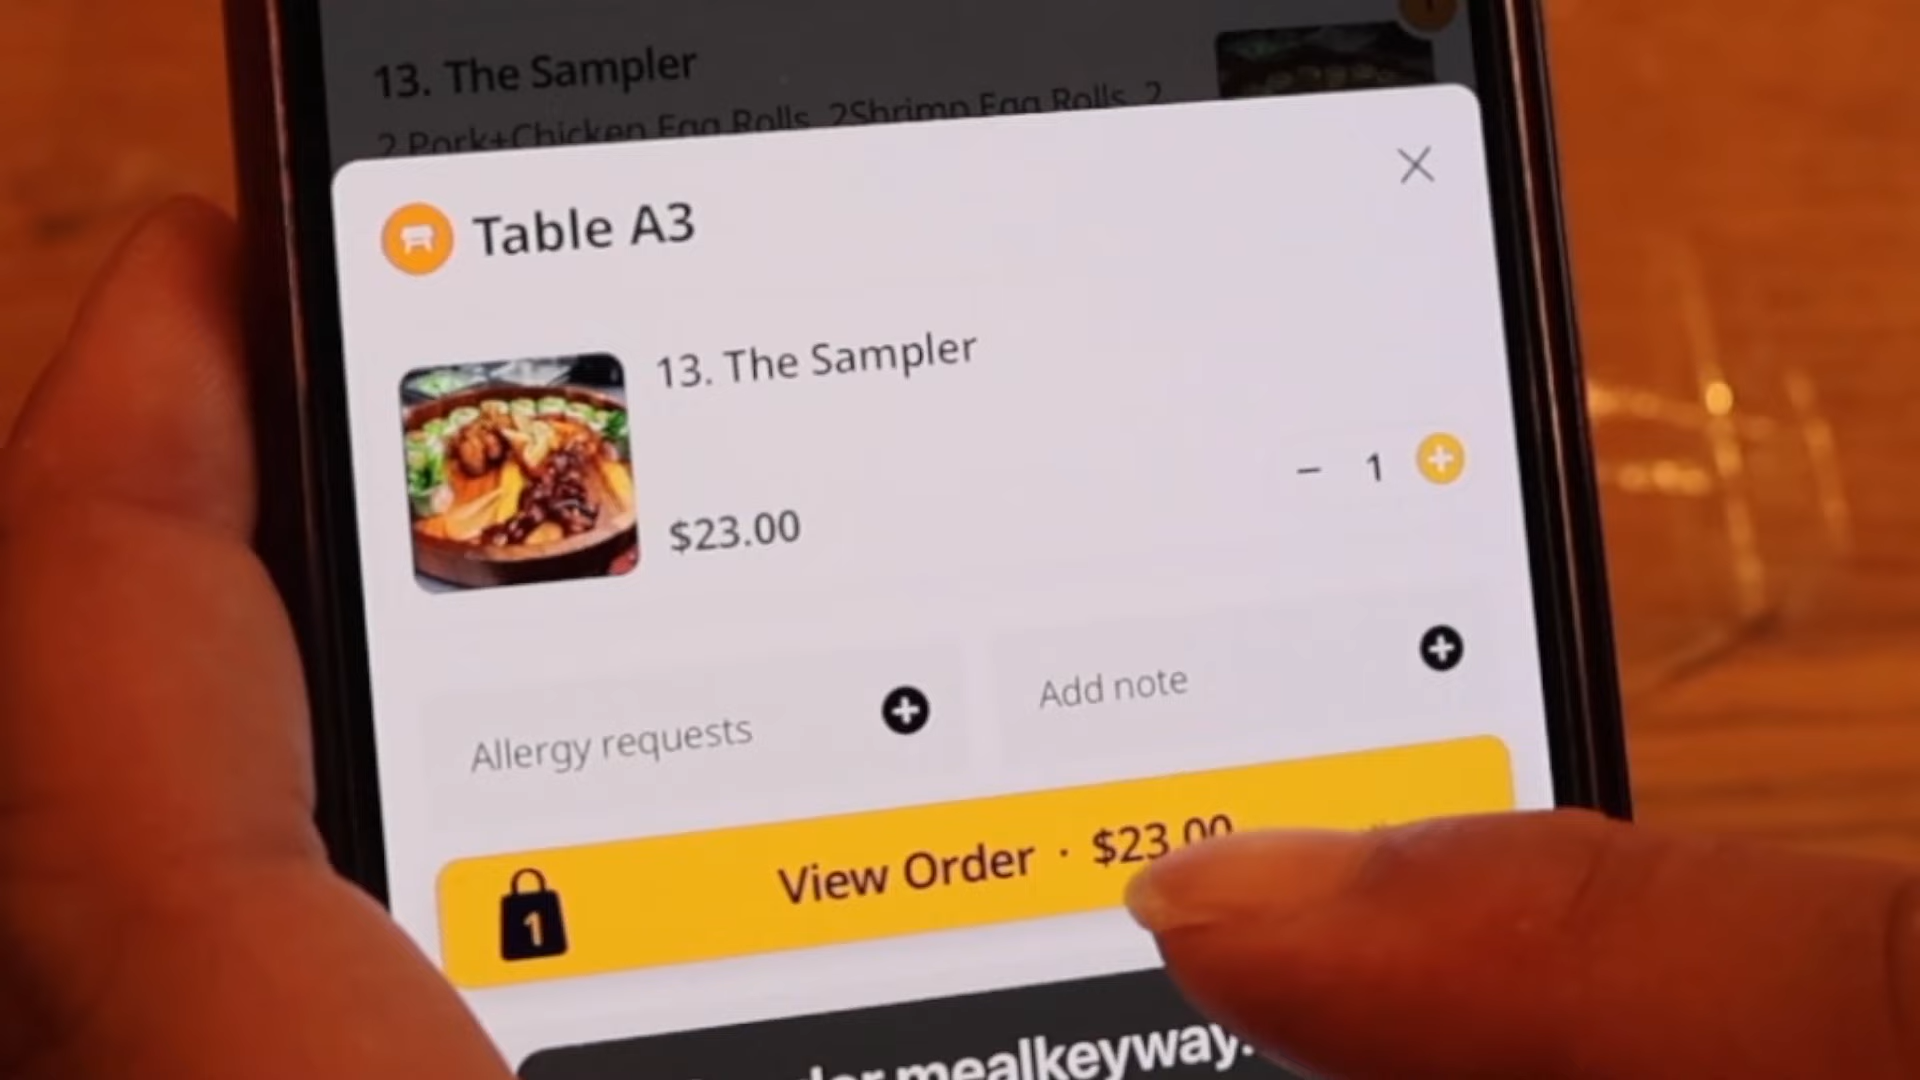 13. The Sampler
2 Pork+Chicken Egg Rolls, 2Shrimp Egg Rolls, 2
Table A3
13. The Sampler
1
$23.00
Add note
Allergy requests
View Order · $23.00
1
mealkeyway.